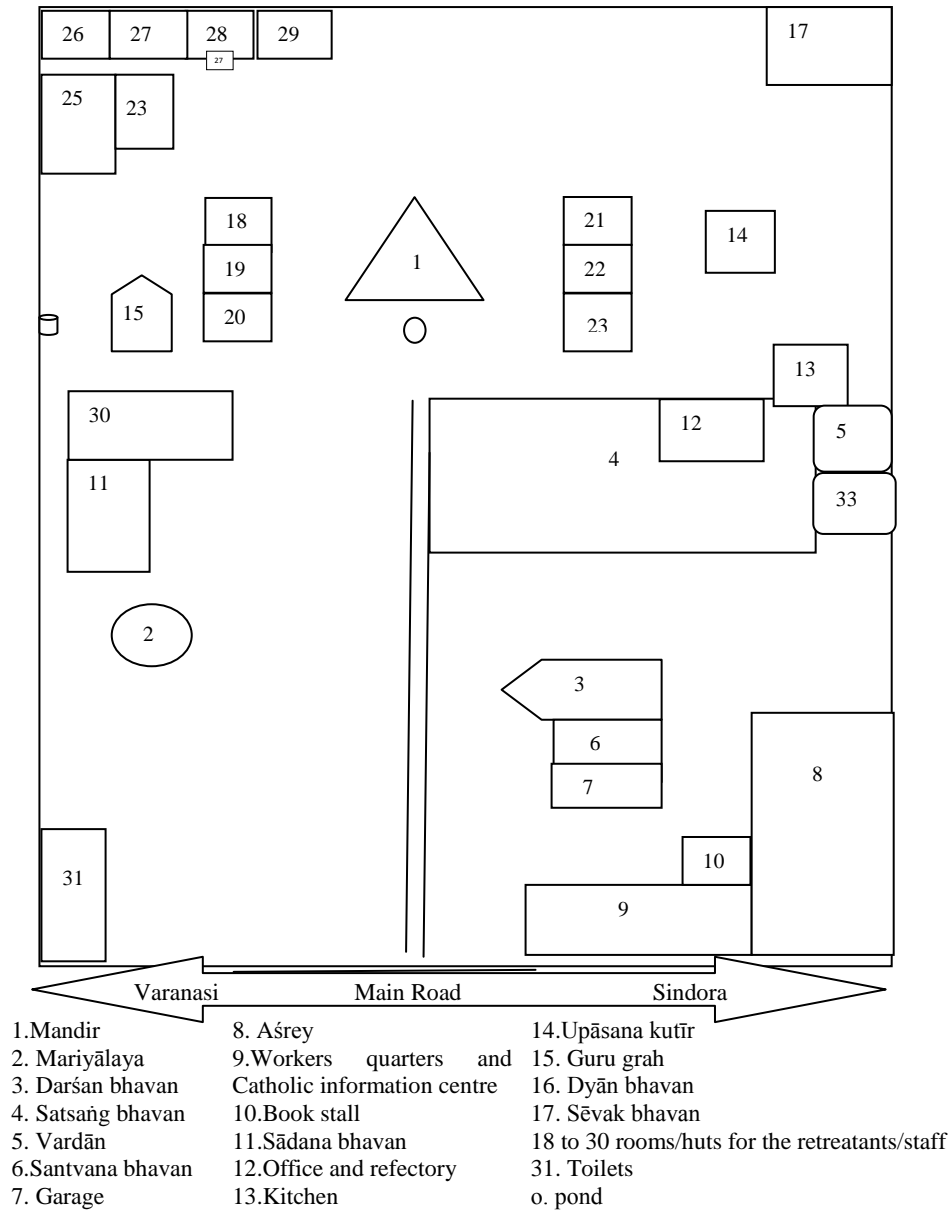 26 27 28 29 17
27
25 23
18 21 14
1
19 22
15 20 23
13
30 12 5
4
11 33
2
3
6
7 8
10
31 9
Varanasi Main Road Sindora
1.Mandir
2. Mariyālaya
3. Darśan bhavan
4. Satsaṅg bhavan
5. Vardān
6.Santvana bhavan
7. Garage
8. Aśrey
9.Workers quarters and
Catholic information centre
10.Book stall
11.Sādana bhavan
12.Office and refectory
13.Kitchen
14.Upāsana kutīr
15. Guru grah
16. Dyān bhavan
17. Sēvak bhavan
18 to 30 rooms/huts for the retreatants/staff
31. Toilets
o. pond